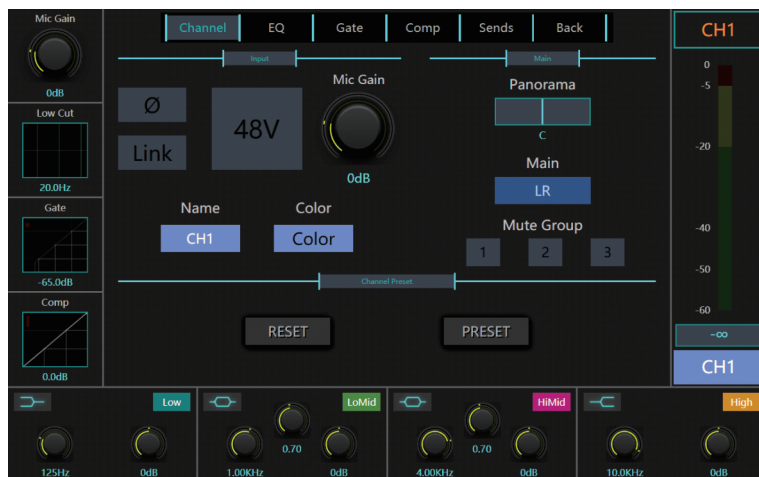 Mic Gain
0dB
Low Cut
20.0Hz
Gate
-65.0dB
Comp
0.0dB
Channel EQ Gate Comp Sends Back
Input
Main
Ø
Link
48V
Mic Gain
0dB
Name
CH1
Color
Color
Panorama
C
Main
LR
Mute Group
1 2 3
Channel Preset
RESET PRESET
CH1
0
-5
-20
-40
-50
-60
-∞
CH1
Low
125Hz 0dB
LoMid
0.70
1.00KHz 0dB
HiMid
0.70
4.00KHz 0dB
High
10.0KHz 0dB